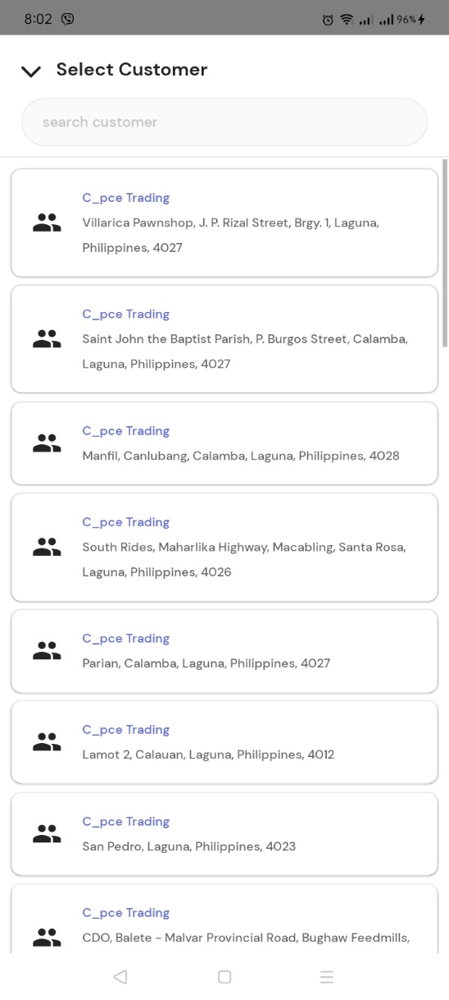 8:02
96%
Select Customer
search customer
C_pce Trading
Villarica Pawnshop, J. P. Rizal Street, Brgy. 1, Laguna,
Philippines, 4027
C_pce Trading
Saint John the Baptist Parish, P. Burgos Street, Calamba,
Laguna, Philippines, 4027
C_pce Trading
Manfil, Canlubang, Calamba, Laguna, Philippines, 4028
C_pce Trading
South Rides, Maharlika Highway, Macabling, Santa Rosa,
Laguna, Philippines, 4026
C_pce Trading
Parian, Calamba, Laguna, Philippines, 4027
C_pce Trading
Lamot 2, Calauan, Laguna, Philippines, 4012
C_pce Trading
San Pedro, Laguna, Philippines, 4023
C_pce Trading
CDO, Balete - Malvar Provincial Road, Bughaw Feedmills,